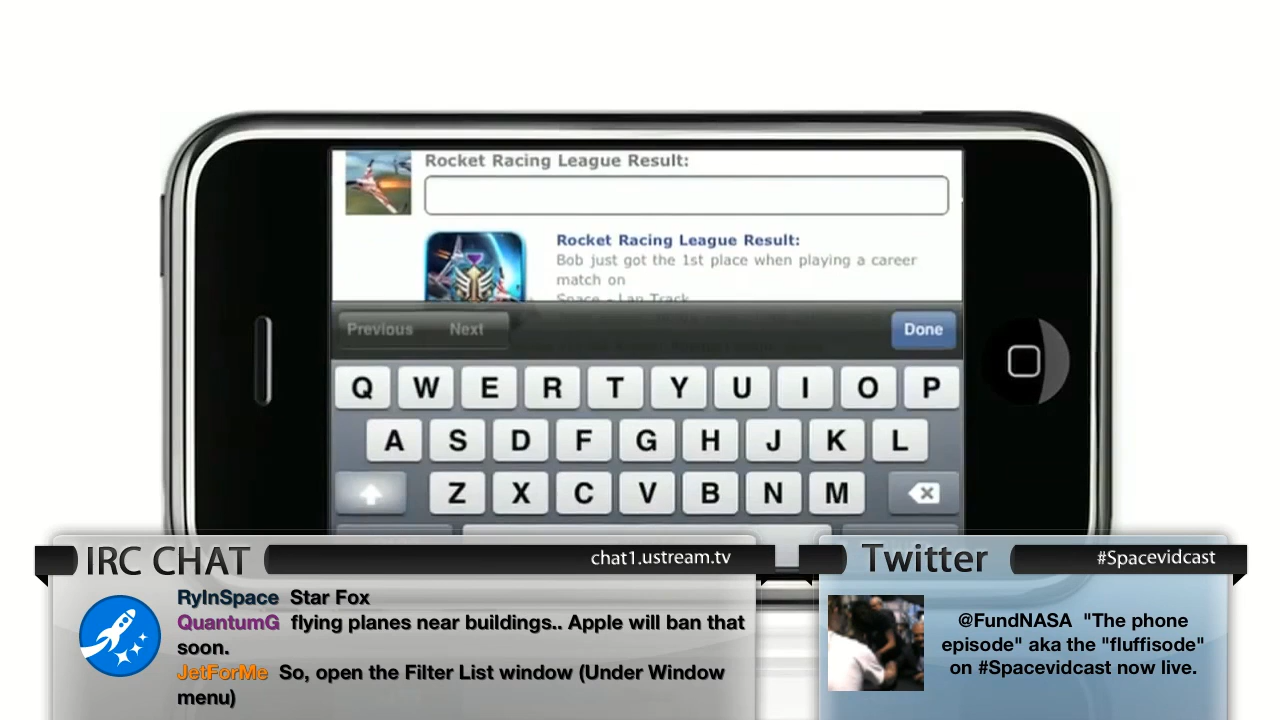 Rocket Racing League Result:
Rocket Racing League Result:
Bob just got the 1st place when playing a career
match on
Space - Lap Track
Previous Next Done
Q W E R T Y U I O P
A S D F G H J K L
Z X C V B N M
IRC CHAT chat1.ustream.tv
RyInSpace Star Fox
QuantumG flying planes near buildings.. Apple will ban that
soon.
JetForMe So, open the Filter List window (Under Window
menu)
Twitter #Spacevidcast
@FundNASA "The phone
episode" aka the "fluffisode"
on #Spacevidcast now live.